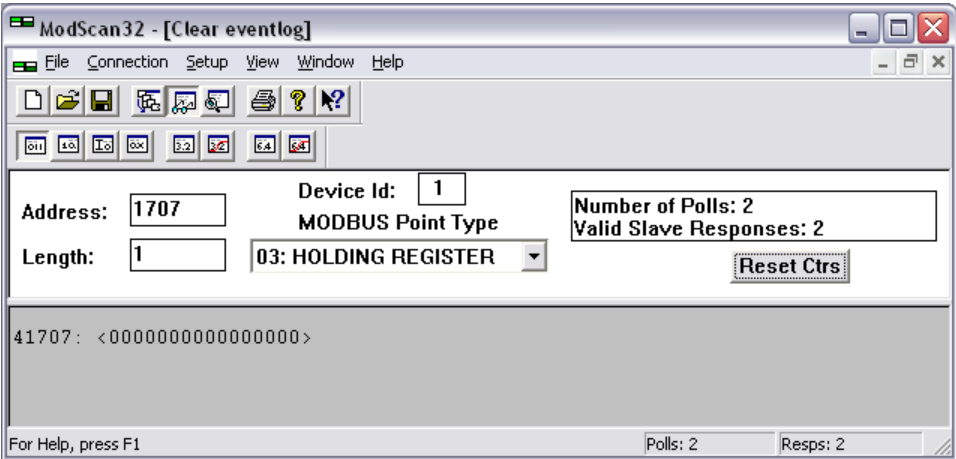 ModScan32 - [Clear eventlog]
File Connection Setup View Window Help
Address: 1707
Device Id: 1
MODBUS Point Type
Length: 1
03: HOLDING REGISTER
Number of Polls: 2
Valid Slave Responses: 2
Reset Ctrs
41707: <0000000000000000>
For Help, press F1
Polls: 2
Resps: 2